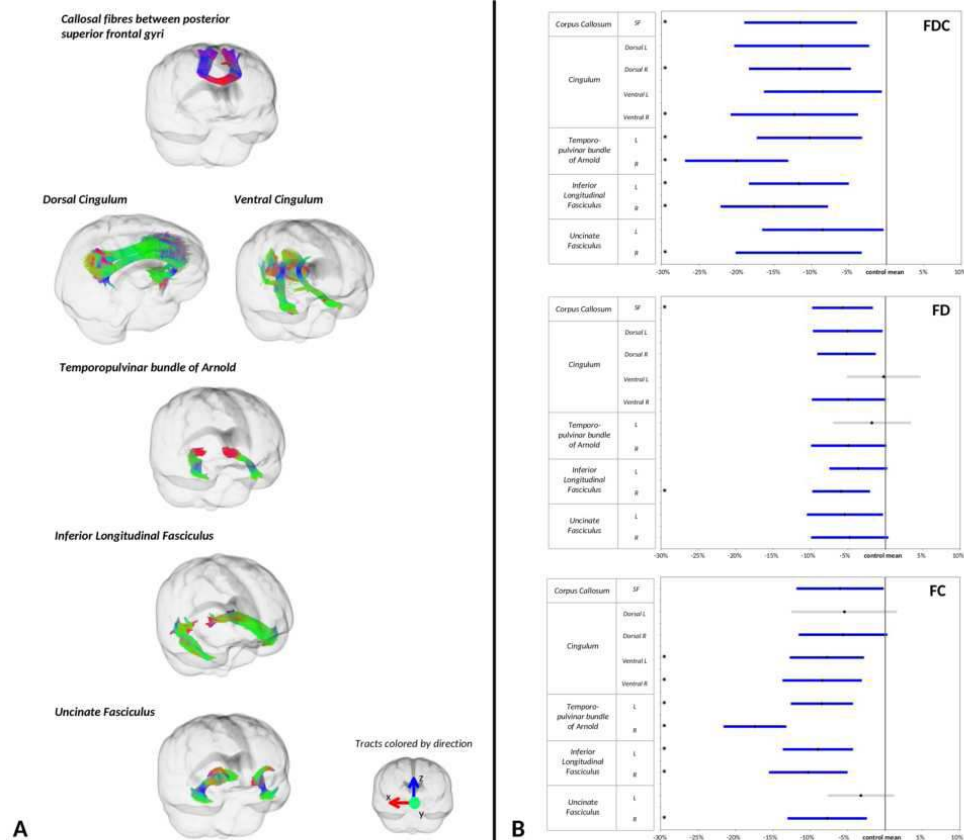 Callosal fibres between posterior
superior frontal gyri
Dorsal Cingulum
Ventral Cingulum
Temporopulvinar bundle of Arnold
Inferior Longitudinal Fasciculus
Uncinate Fasciculus
Tracts colored by direction
z
x
y
A
FDC
Corpus Callosum
SF
*
Cingulum
Dorsal L
Dorsal R
*
Ventral L
Ventral R
*
Temporo-
pulvinar bundle
of Arnold
L
*
R
*
Inferior
Longitudinal
Fasciculus
L
*
R
*
Uncinate
Fasciculus
L
R
*
-30% -25% -20% -15% -10% -5% control mean 5% 10%
FD
Corpus Callosum
SF
*
Cingulum
Dorsal L
Dorsal R
Ventral L
Ventral R
Temporo-
pulvinar bundle
of Arnold
L
R
Inferior
Longitudinal
Fasciculus
L
R
*
Uncinate
Fasciculus
L
R
-30% -25% -20% -15% -10% -5% control mean 5% 10%
FC
Corpus Callosum
SF
Cingulum
Dorsal L
Dorsal R
Ventral L
*
Ventral R
*
Temporo-
pulvinar bundle
of Arnold
L
*
R
*
Inferior
Longitudinal
Fasciculus
L
*
R
*
Uncinate
Fasciculus
L
R
*
-30% -25% -20% -15% -10% -5% control mean 5% 10%
B